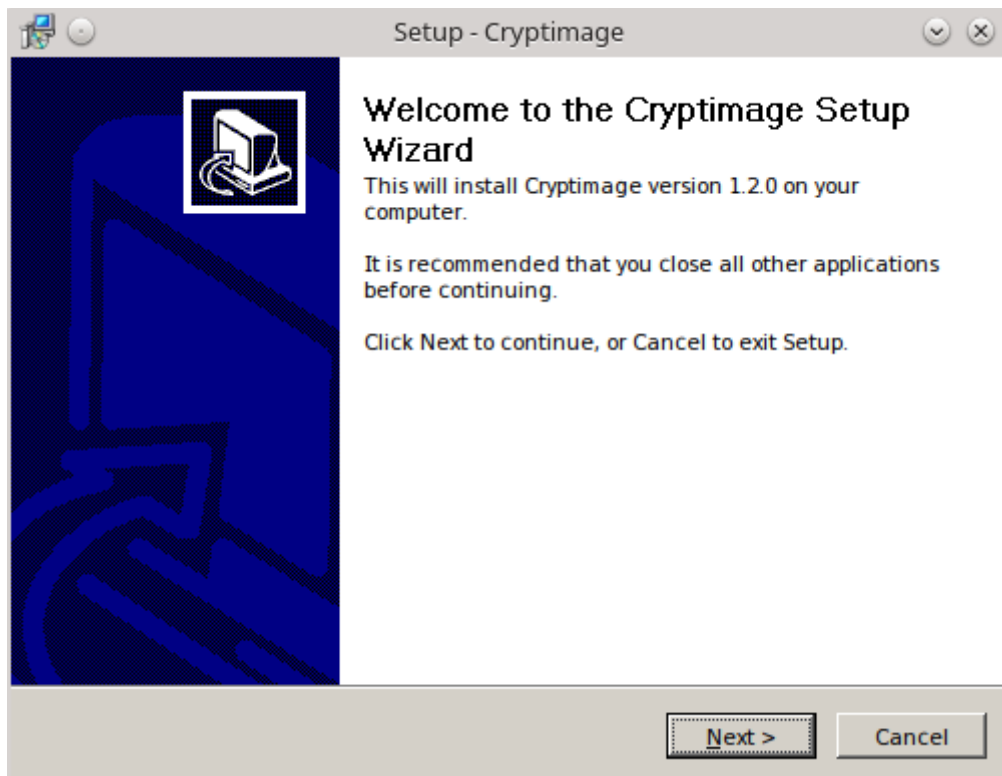 Setup - Cryptimage
Welcome to the Cryptimage Setup
Wizard
This will install Cryptimage version 1.2.0 on your
computer.
It is recommended that you close all other applications
before continuing.
Click Next to continue, or Cancel to exit Setup.
Next >
Cancel